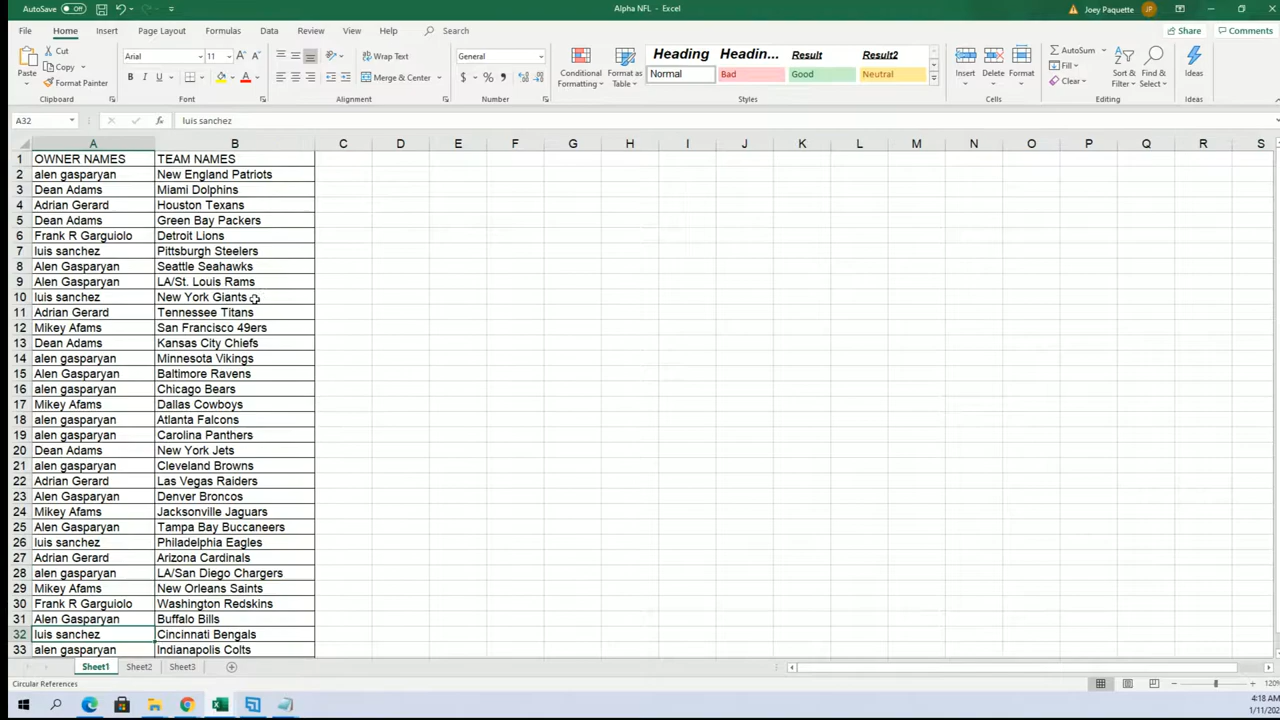 AutoSave Off
Alpha NFL - Excel
Joey Paquette JP
File Home Insert Page Layout Formulas Data Review View Help Search
Share Comments
Paste
Cut
Copy
Format Painter
Clipboard
Arial 11
B I U
Font
Wrap Text
Merge & Center
Alignment
General
$ % 9
Number
Conditional Formatting
Format as Table
Heading Headin... Result Result2
Normal Bad Good Neutral
Styles
Insert Delete Format
Cells
AutoSum
Fill
Clear
Sort & Filter
Find & Select
Editing
Ideas
Ideas
A32 fx luis sanchez
A B C D E F G H I J K L M N O P Q R S
1 OWNER NAMES TEAM NAMES
2 alen gasparyan New England Patriots
3 Dean Adams Miami Dolphins
4 Adrian Gerard Houston Texans
5 Dean Adams Green Bay Packers
6 Frank R Garguiolo Detroit Lions
7 luis sanchez Pittsburgh Steelers
8 Alen Gasparyan Seattle Seahawks
9 Alen Gasparyan LA/St. Louis Rams
10 luis sanchez New York Giants
11 Adrian Gerard Tennessee Titans
12 Mikey Afams San Francisco 49ers
13 Dean Adams Kansas City Chiefs
14 alen gasparyan Minnesota Vikings
15 Alen Gasparyan Baltimore Ravens
16 alen gasparyan Chicago Bears
17 Mikey Afams Dallas Cowboys
18 alen gasparyan Atlanta Falcons
19 alen gasparyan Carolina Panthers
20 Dean Adams New York Jets
21 alen gasparyan Cleveland Browns
22 Adrian Gerard Las Vegas Raiders
23 Alen Gasparyan Denver Broncos
24 Mikey Afams Jacksonville Jaguars
25 Alen Gasparyan Tampa Bay Buccaneers
26 luis sanchez Philadelphia Eagles
27 Adrian Gerard Arizona Cardinals
28 alen gasparyan LA/San Diego Chargers
29 Mikey Afams New Orleans Saints
30 Frank R Garguiolo Washington Redskins
31 Alen Gasparyan Buffalo Bills
32 luis sanchez Cincinnati Bengals
33 alen gasparyan Indianapolis Colts
Sheet1 Sheet2 Sheet3
Circular References
120%
4:18 AM
1/11/202